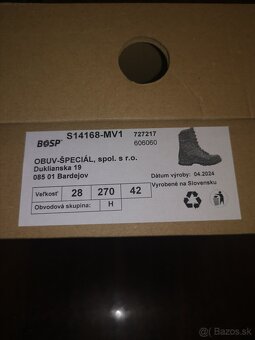 S14168-MV1 727217
BOSP 606060
OBUV-ŠPECIÁL, spol. s r.o.
Duklianska 19
085 01 Bardejov
Dátum výroby: 04.2024
Vyrobené na Slovensku
Veľkosť: 28 270 42
Obvodová skupina: H
Bazos.sk